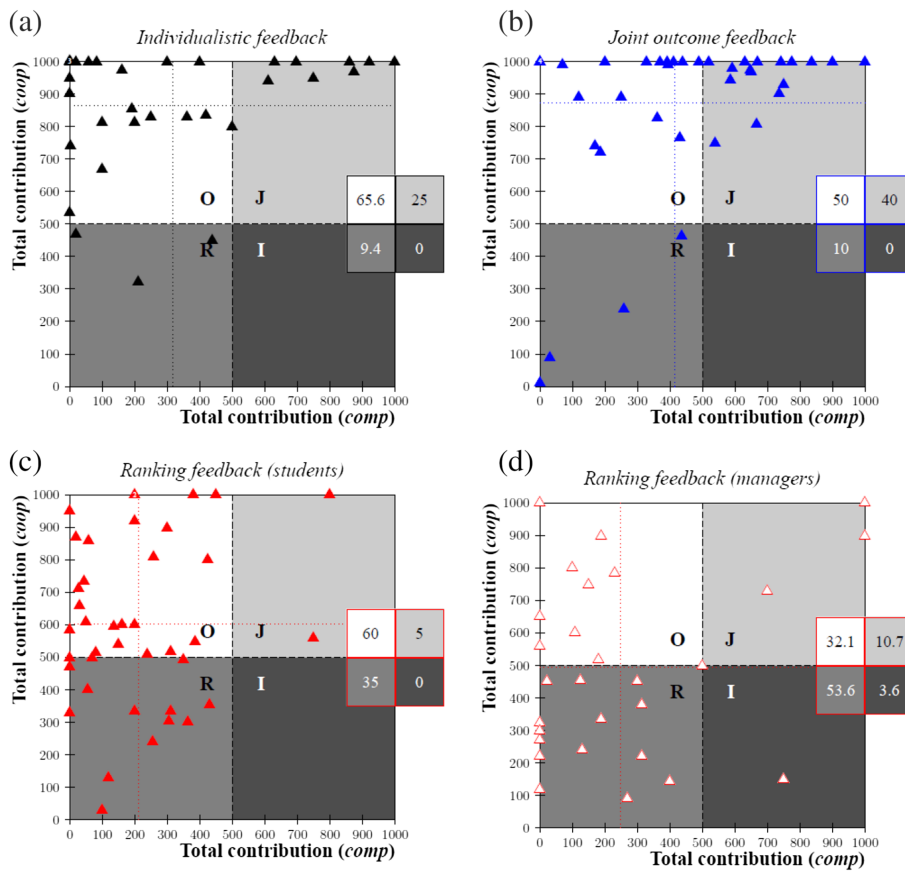 (a)
Individualistic feedback
1000
900
800
700
600
500
400
300
200
100
0
Total contribution (coop)
O J
R I
65.6 25
9.4 0
0 100 200 300 400 500 600 700 800 900 1000
Total contribution (comp)
(b)
Joint outcome feedback
1000
900
800
700
600
500
400
300
200
100
0
Total contribution (coop)
O J
R I
50 40
10 0
0 100 200 300 400 500 600 700 800 900 1000
Total contribution (comp)
(c)
Ranking feedback (students)
1000
900
800
700
600
500
400
300
200
100
0
Total contribution (coop)
O J
R I
60 5
35 0
0 100 200 300 400 500 600 700 800 900 1000
Total contribution (comp)
(d)
Ranking feedback (managers)
1000
900
800
700
600
500
400
300
200
100
0
Total contribution (coop)
O J
R I
32.1 10.7
53.6 3.6
0 100 200 300 400 500 600 700 800 900 1000
Total contribution (comp)